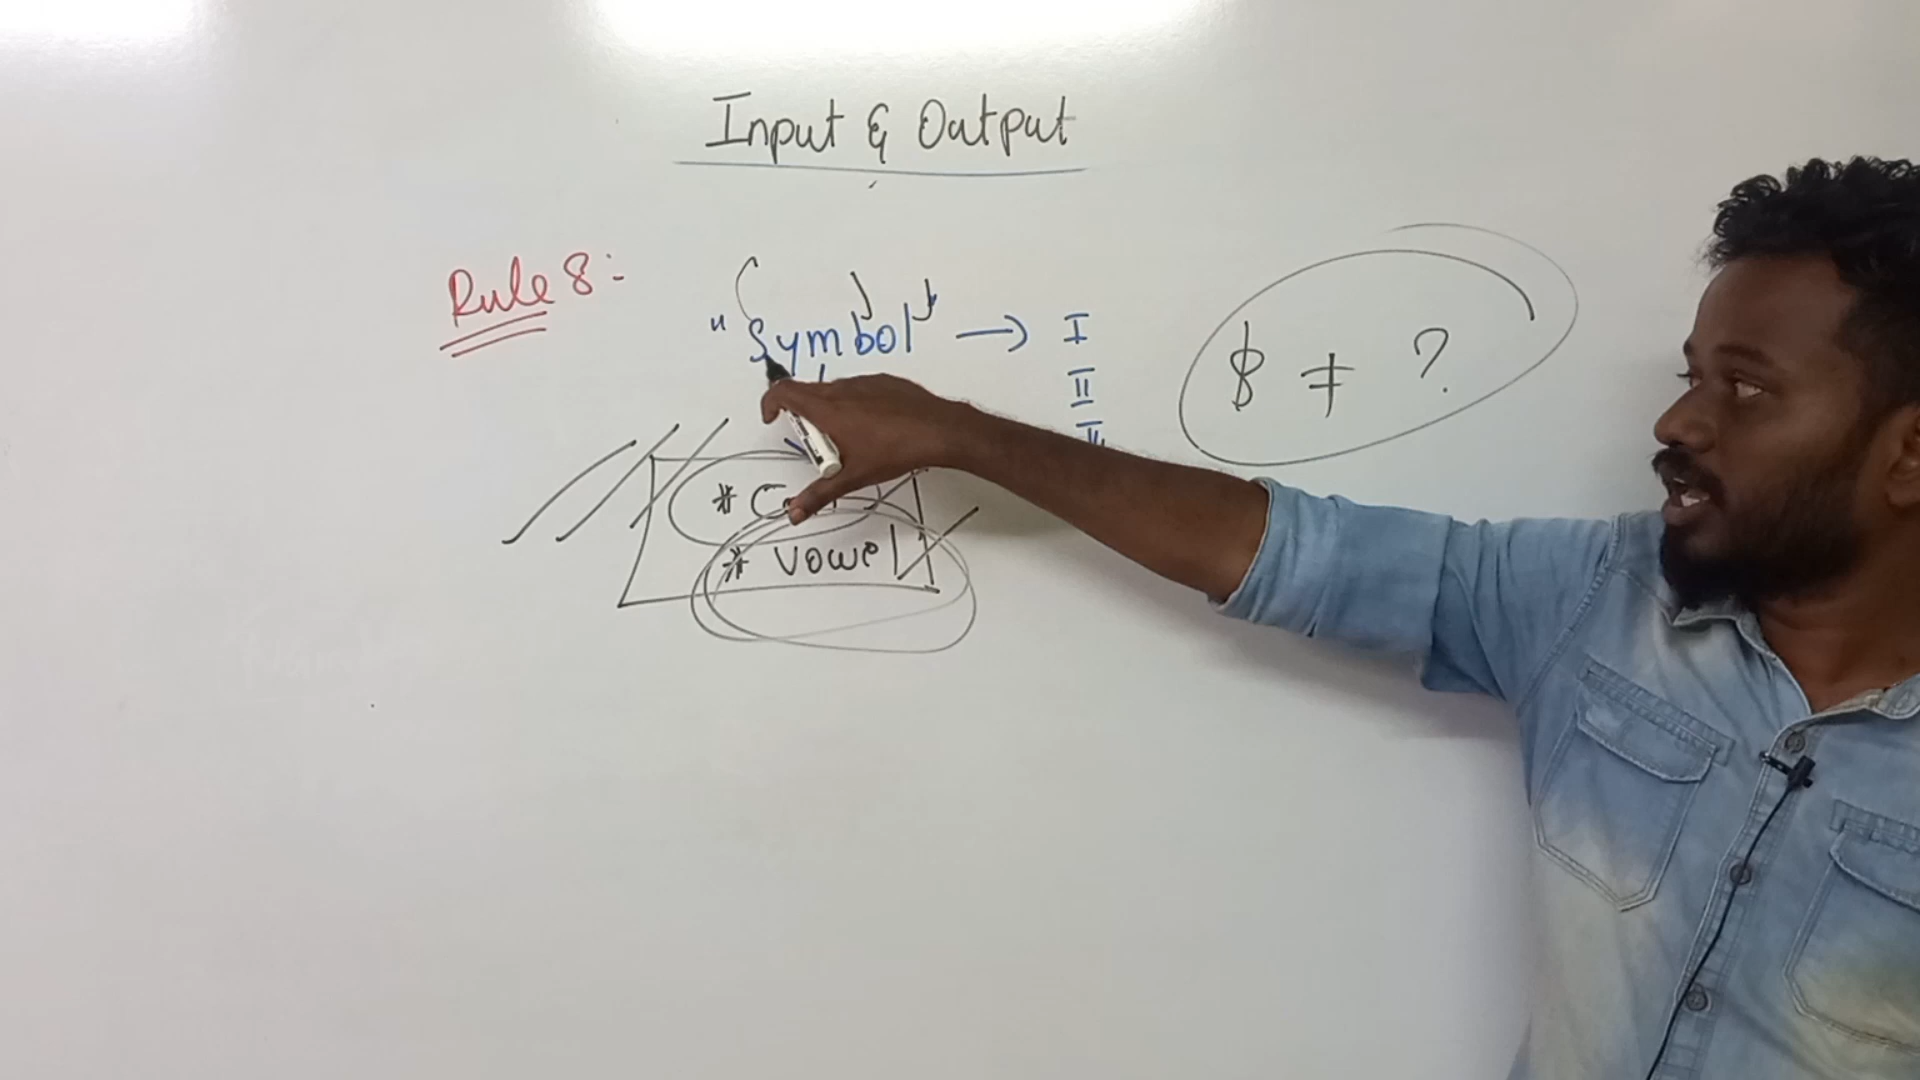 Input & Output
Rule 8:-
"Symbol" → I
II
$ ≠ ?
* Vowel